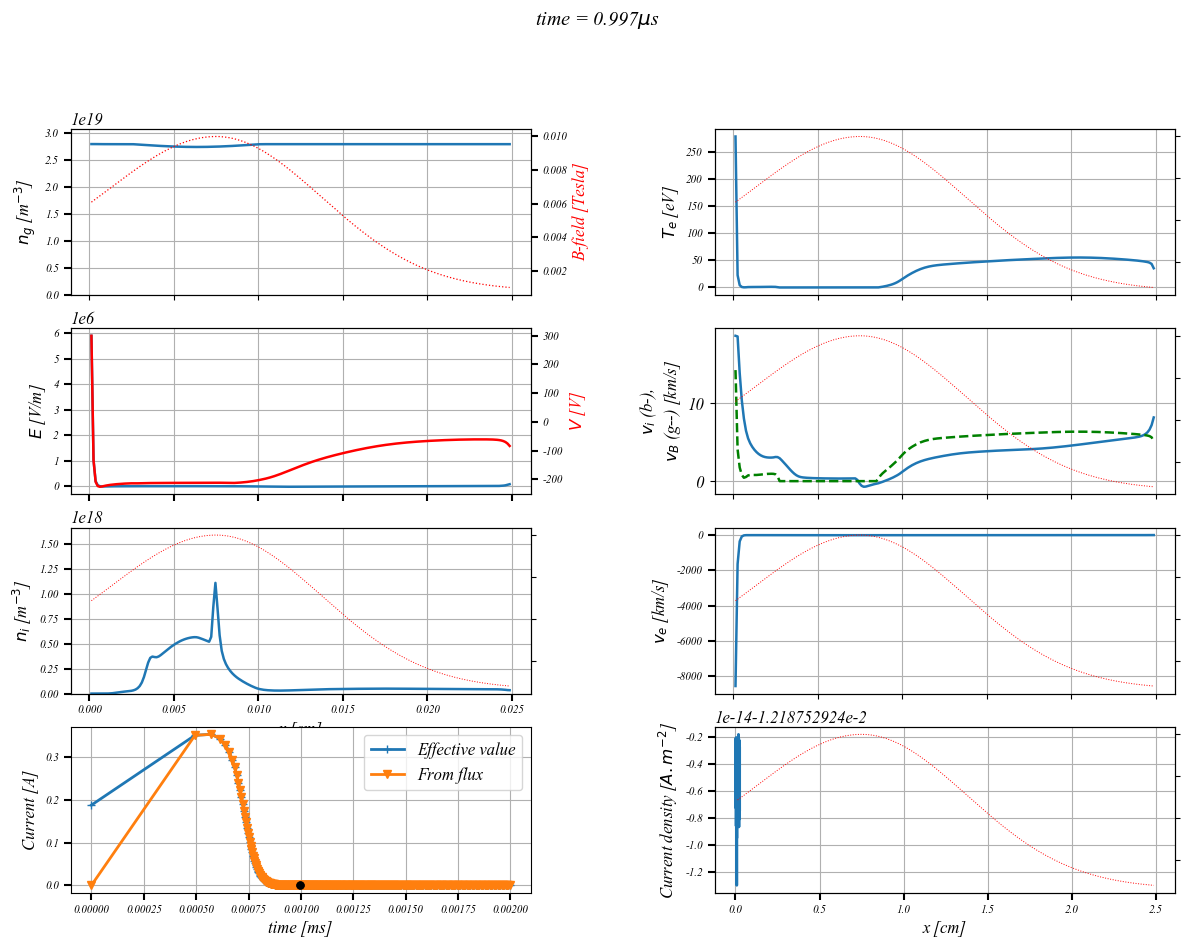 time = 0.997μs
1e19
3.0
2.5
2.0
1.5
1.0
0.5
0.0
n_g [m^{-3}]
0.010
0.008
0.006
0.004
0.002
B-field [Tesla]
250
200
150
100
50
0
T_e [eV]
1e6
6
5
4
3
2
1
0
E [V/m]
300
200
100
0
-100
-200
V [V]
10
0
v_i (b-),
v_B (g--) [km/s]
1e18
1.50
1.25
1.00
0.75
0.50
0.25
0.00
n_i [m^{-3}]
0.000 0.005 0.010 0.015 0.020 0.025
0
-2000
-4000
-6000
-8000
v_e [km/s]
0.3
0.2
0.1
0.0
Current [A]
Effective value
From flux
0.00000 0.00025 0.00050 0.00075 0.00100 0.00125 0.00150 0.00175 0.00200
time [ms]
1e-14-1.218752924e-2
-0.2
-0.4
-0.6
-0.8
-1.0
-1.2
Current density [A.m^{-2}]
0.0 0.5 1.0 1.5 2.0 2.5
x [cm]